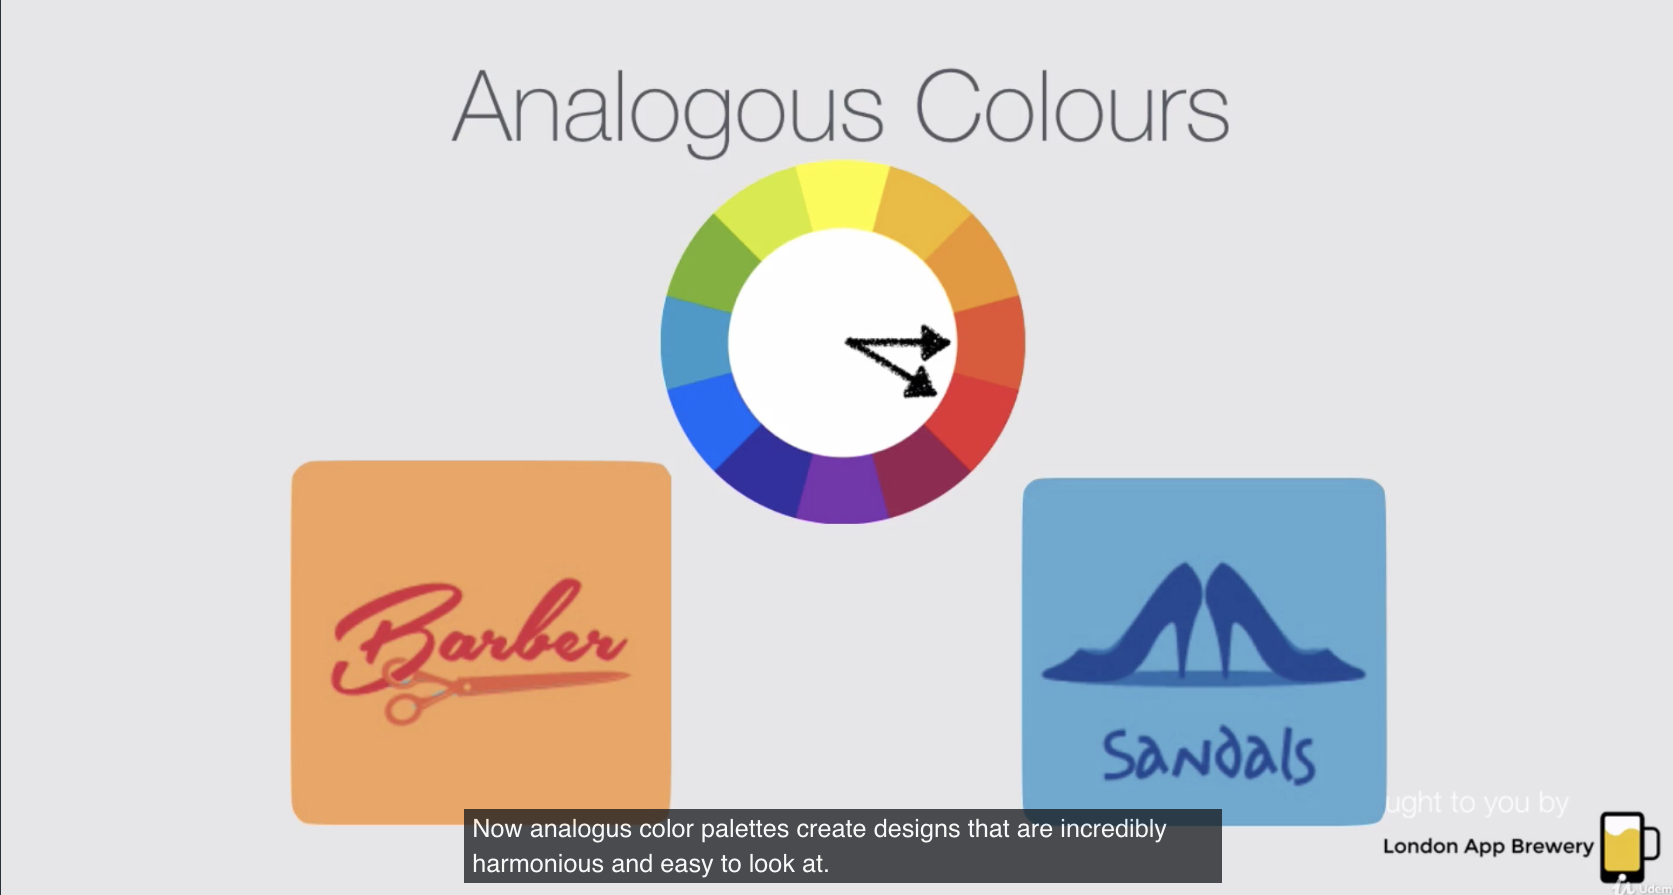 Analogous Colours
Barber
Sandals
Now analogus color palettes create designs that are incredibly
harmonious and easy to look at.
ught to you by
London App Brewery
Udem